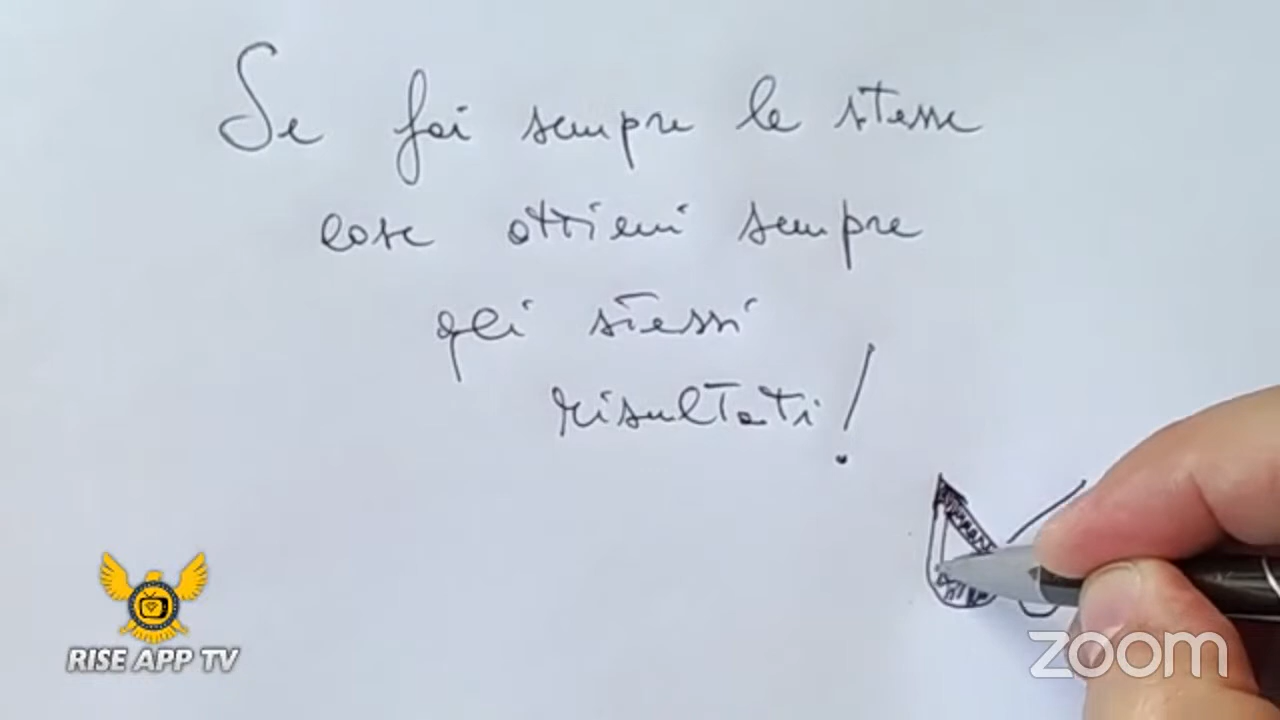 Se fai sempre le stesse
cose ottieni sempre
gli stessi
risultati!
RISE APP TV
zoom